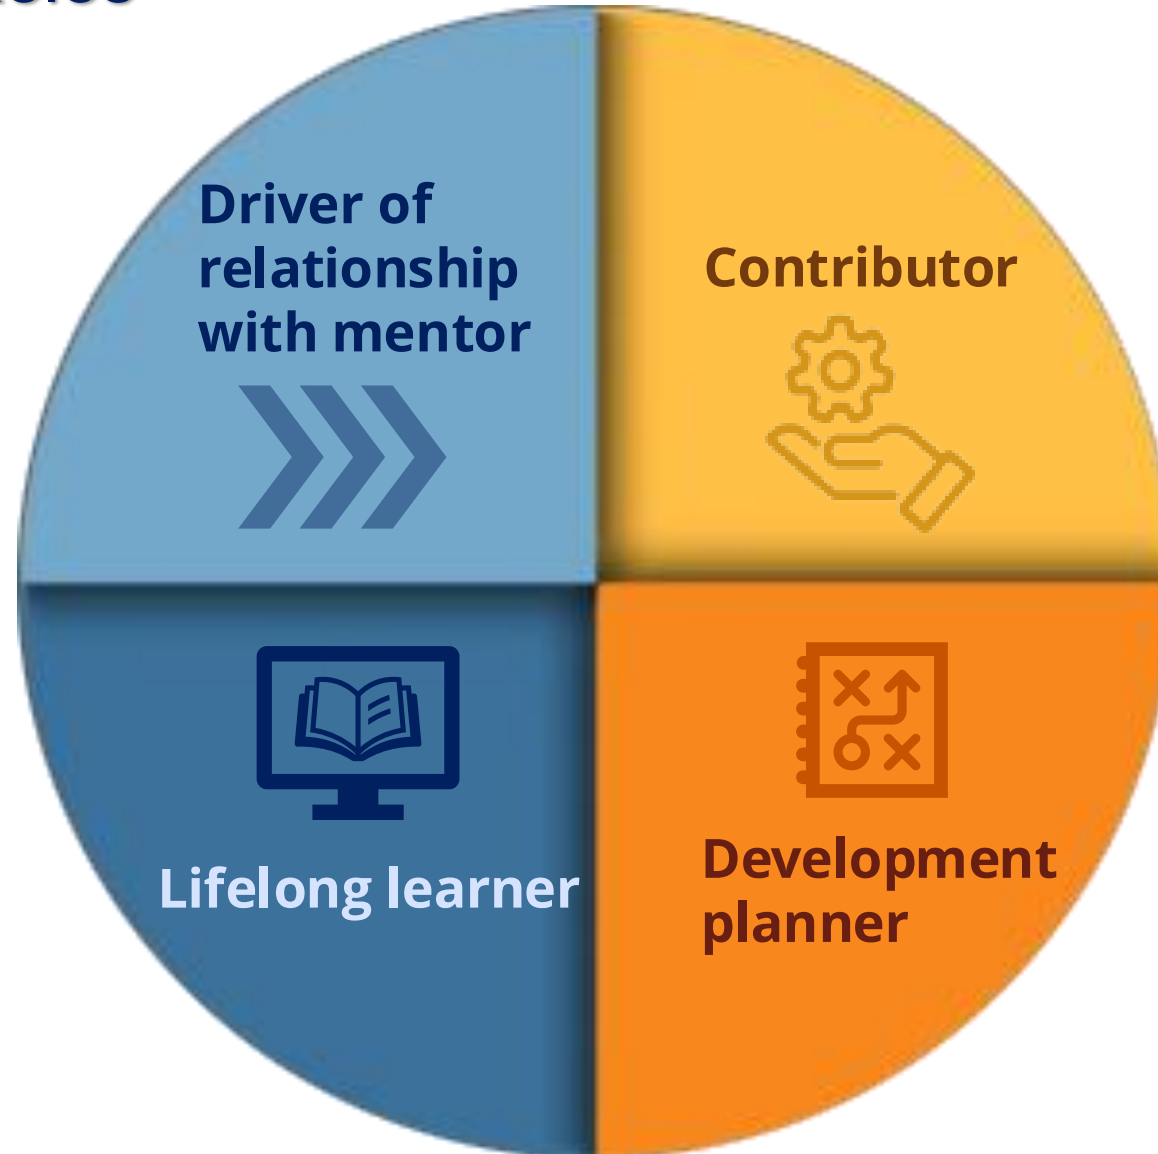 Driver of
relationship
with mentor
Contributor
Lifelong learner
Development
planner